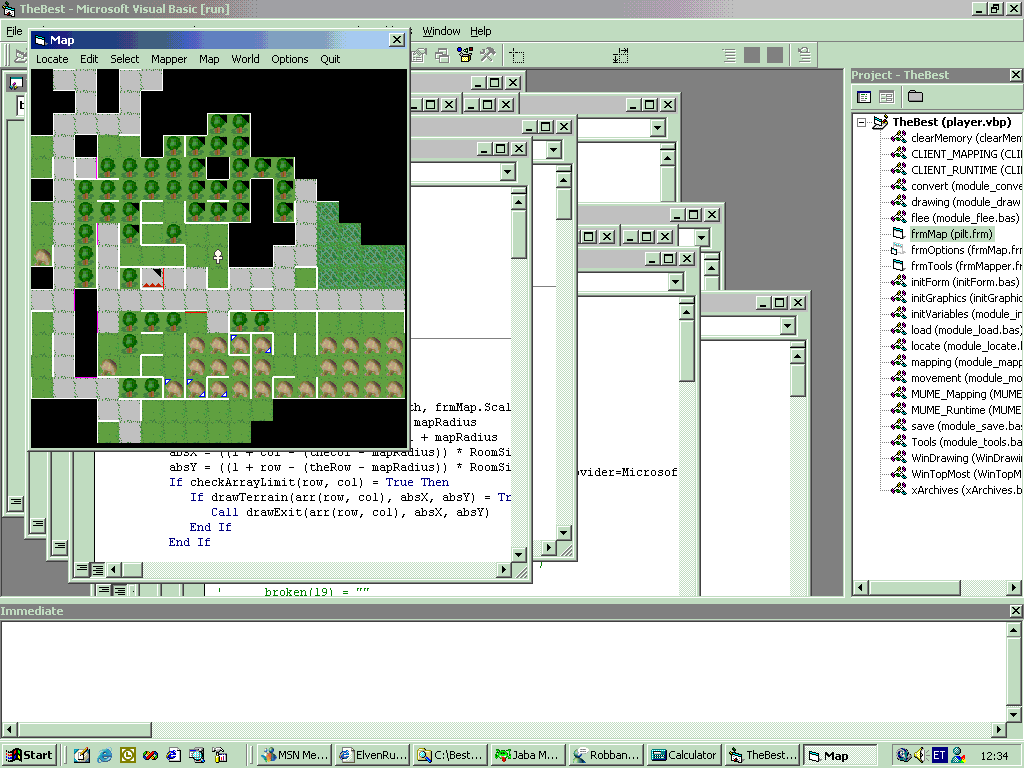 TheBest - Microsoft Visual Basic [run]
File
Window Help
Map
Locate Edit Select Mapper Map World Options Quit
Project - TheBest
TheBest (player.vbp)
clearMemory (clearMem
CLIENT_MAPPING (CLI
CLIENT_RUNTIME (CLI
convert (module_conve
drawing (module_draw
flee (module_flee.bas)
frmMap (pilt.frm)
frmOptions (frmMap.fr
frmTools (frmMapper.fr
initForm (initForm.bas)
initGraphics (initGraphic
initVariables (module_in
load (module_load.bas)
locate (module_locate.l
mapping (module_mapp
movement (module_mo
MUME_Mapping (MUME
MUME_Runtime (MUME
save (module_save.bas
Tools (module_tools.ba
WinDrawing (WinDrawin
WinTopMost (WinTopM
xArchives (xArchives.b
th, frmMap.Scal
mapRadius
l + mapRadius
absX = ((1 + col - (theCol - mapRadius)) * RoomSi
absY = ((1 + row - (theRow - mapRadius)) * RoomSi
If checkArrayLimit(row, col) = True Then
If drawTerrain(arr(row, col), absX, absY) = Tr
Call drawExit(arr(row, col), absX, absY)
End If
End If
ovider=Microsof
' broken(19) = ""
Immediate
Start
MSN Me...
ElvenRu...
C:\Best...
Jaba M...
Robban...
Calculator
TheBest...
Map
ET
12:34